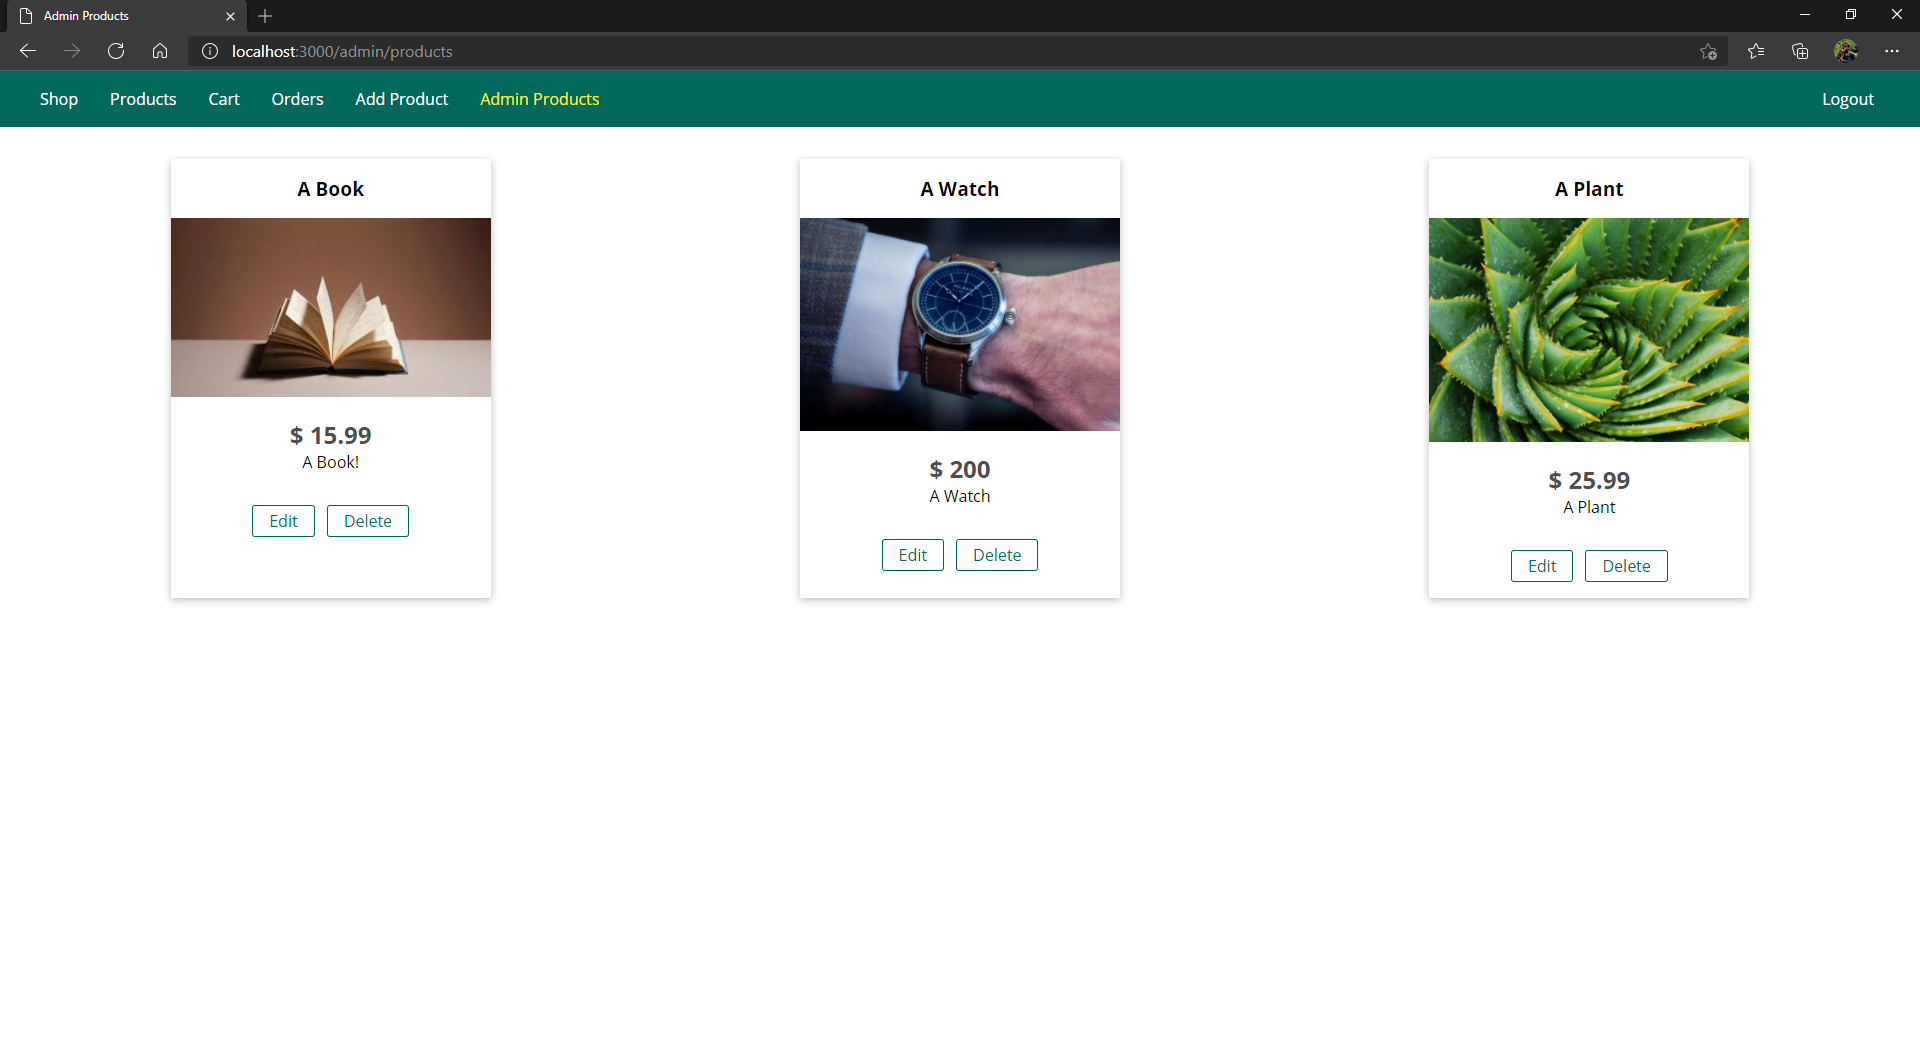 Admin Products
localhost:3000/admin/products
Shop Products Cart Orders Add Product Admin Products Logout
A Book
$ 15.99
A Book!
Edit Delete
A Watch
$ 200
A Watch
Edit Delete
A Plant
$ 25.99
A Plant
Edit Delete